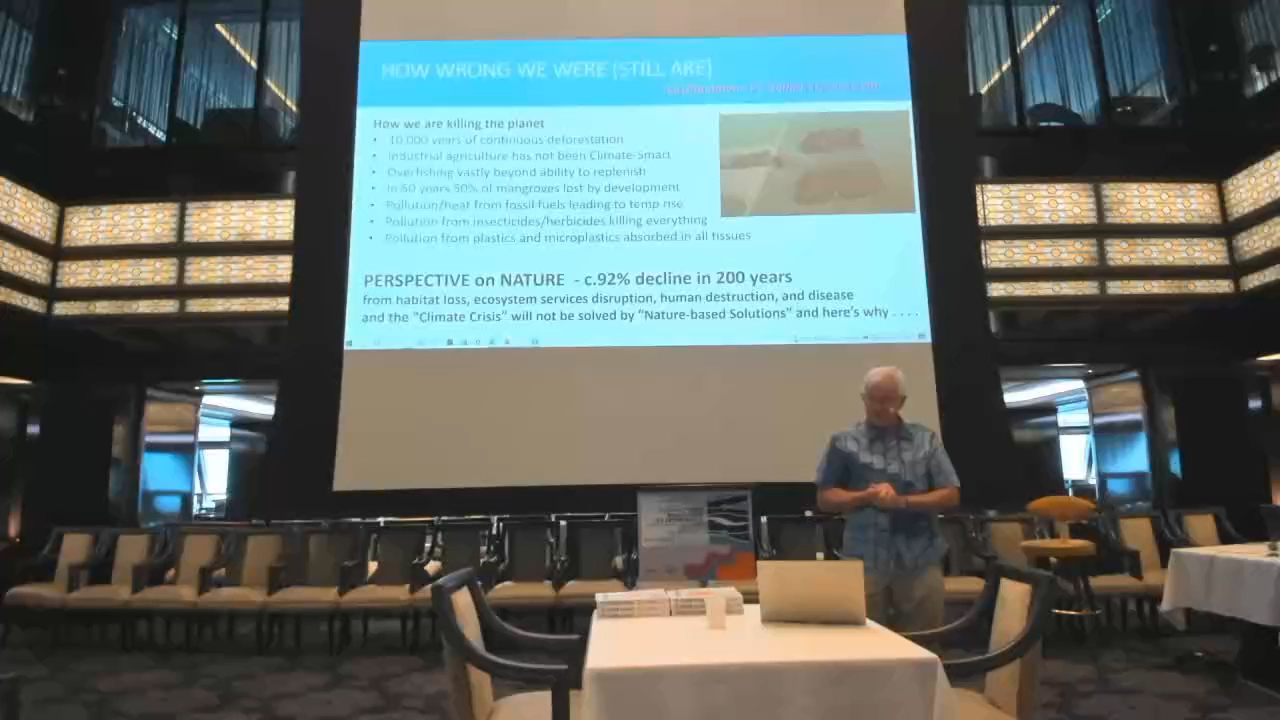 HOW WRONG WE WERE (STILL ARE)
How we are killing the planet
• 10,000 years of continuous deforestation
• Industrial agriculture has not been Climate-Smart
• Overfishing vastly beyond ability to replenish
• In 50 years 50% of mangroves lost by development
• Pollution/heat from fossil fuels leading to temp rise
• Pollution from insecticides/herbicides killing everything
• Pollution from plastics and microplastics absorbed in all tissues
PERSPECTIVE on NATURE - c.92% decline in 200 years
from habitat loss, ecosystem services disruption, human destruction, and disease
and the "Climate Crisis" will not be solved by "Nature-based Solutions" and here's why . . . .